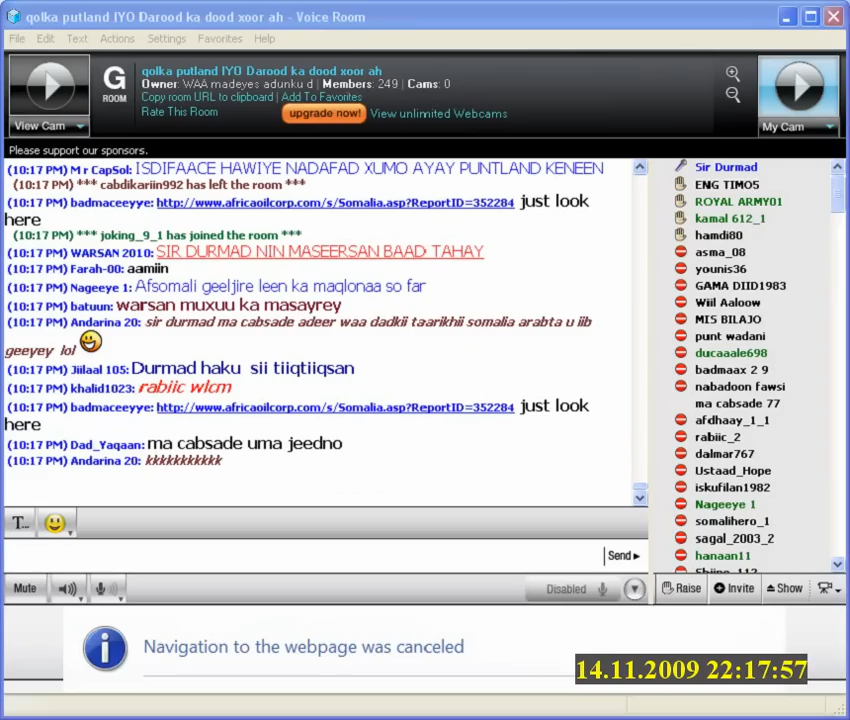 qolka putland IYO Darood ka dood xoor ah - Voice Room
File Edit Text Actions Settings Favorites Help
G
ROOM
qolka putland IYO Darood ka dood xoor ah
Owner: WAA madeyes adunku d | Members: 249 | Cams: 0
Copy room URL to clipboard | Add To Favorites
Rate This Room
upgrade now! View unlimited Webcams
View Cam
My Cam
Please support our sponsors.
(10:17 PM) M r CapSol: ISDIFAACE HAWIYE NADAFAD XUMO AYAY PUNTLAND KENEEN
(10:17 PM) *** cabdikariin992 has left the room ***
(10:17 PM) badmaceeyye: http://www.africaoilcorp.com/s/Somalia.asp?ReportID=352284 just look
here
(10:17 PM) *** joking_9_1 has joined the room ***
(10:17 PM) WARSAN 2010: SIR DURMAD NIN MASEERSAN BAAD TAHAY
(10:17 PM) Farah-00: aamiin
(10:17 PM) Nageeye 1: Afsomali geeljire leen ka maqlonaa so far
(10:17 PM) batuun: warsan muxuu ka masayrey
(10:17 PM) Andarina 20: sir durmad ma cabsade adeer waa dadkii taarikhii somalia arabta u iib
geeyey lol
(10:17 PM) Jiilaal 105: Durmad haku sii tiiqtiiqsan
(10:17 PM) khalid1023: rabiic wlcm
(10:17 PM) badmaceeyye: http://www.africaoilcorp.com/s/Somalia.asp?ReportID=352284 just look
here
(10:17 PM) Dad_Yaqaan: ma cabsade uma jeedno
(10:17 PM) Andarina 20: kkkkkkkkkkk
Sir Durmad
ENG TIMO5
ROYAL ARMY01
kamal 612_1
hamdi80
asma_08
younis36
GAMA DIID1983
Wiil Aaloow
MIS BILAJO
punt wadani
ducaaale698
badmaax 2 9
nabadoon fawsi
ma cabsade 77
afdhaay_1_1
rabiic_2
dalmar767
Ustaad_Hope
iskufilan1982
Nageeye 1
somalihero_1
sagal_2003_2
hanaan11
T...
Send
Mute
Disabled
Raise Invite Show
Navigation to the webpage was canceled
14.11.2009 22:17:57